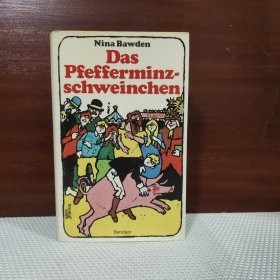 Nina Bawden
Das
Pfefferminz-
schweinchen
Benziger